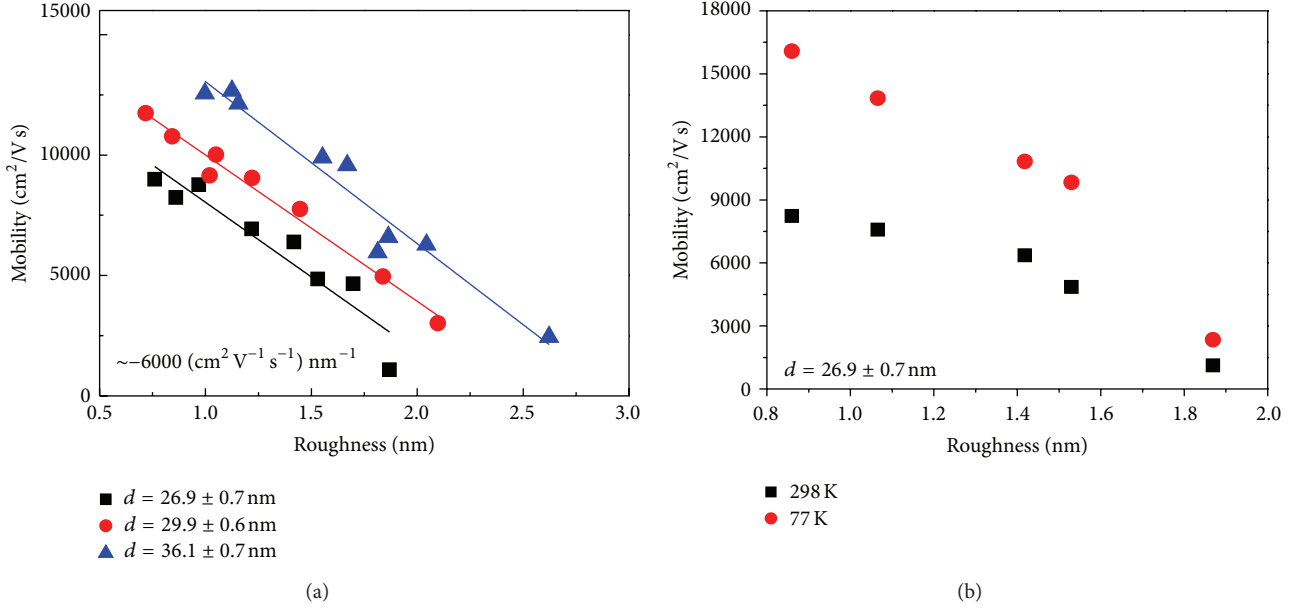 15000
10000
5000
0
0.5
1.0
1.5
2.0
2.5
3.0
Mobility (cm²/V s)
Roughness (nm)
∼−6000 (cm² V⁻¹ s⁻¹) nm⁻¹
d = 26.9 ± 0.7 nm
d = 29.9 ± 0.6 nm
d = 36.1 ± 0.7 nm
(a)
18000
15000
12000
9000
6000
3000
0
0.8
1.0
1.2
1.4
1.6
1.8
2.0
Mobility (cm²/V s)
Roughness (nm)
d = 26.9 ± 0.7 nm
298 K
77 K
(b)